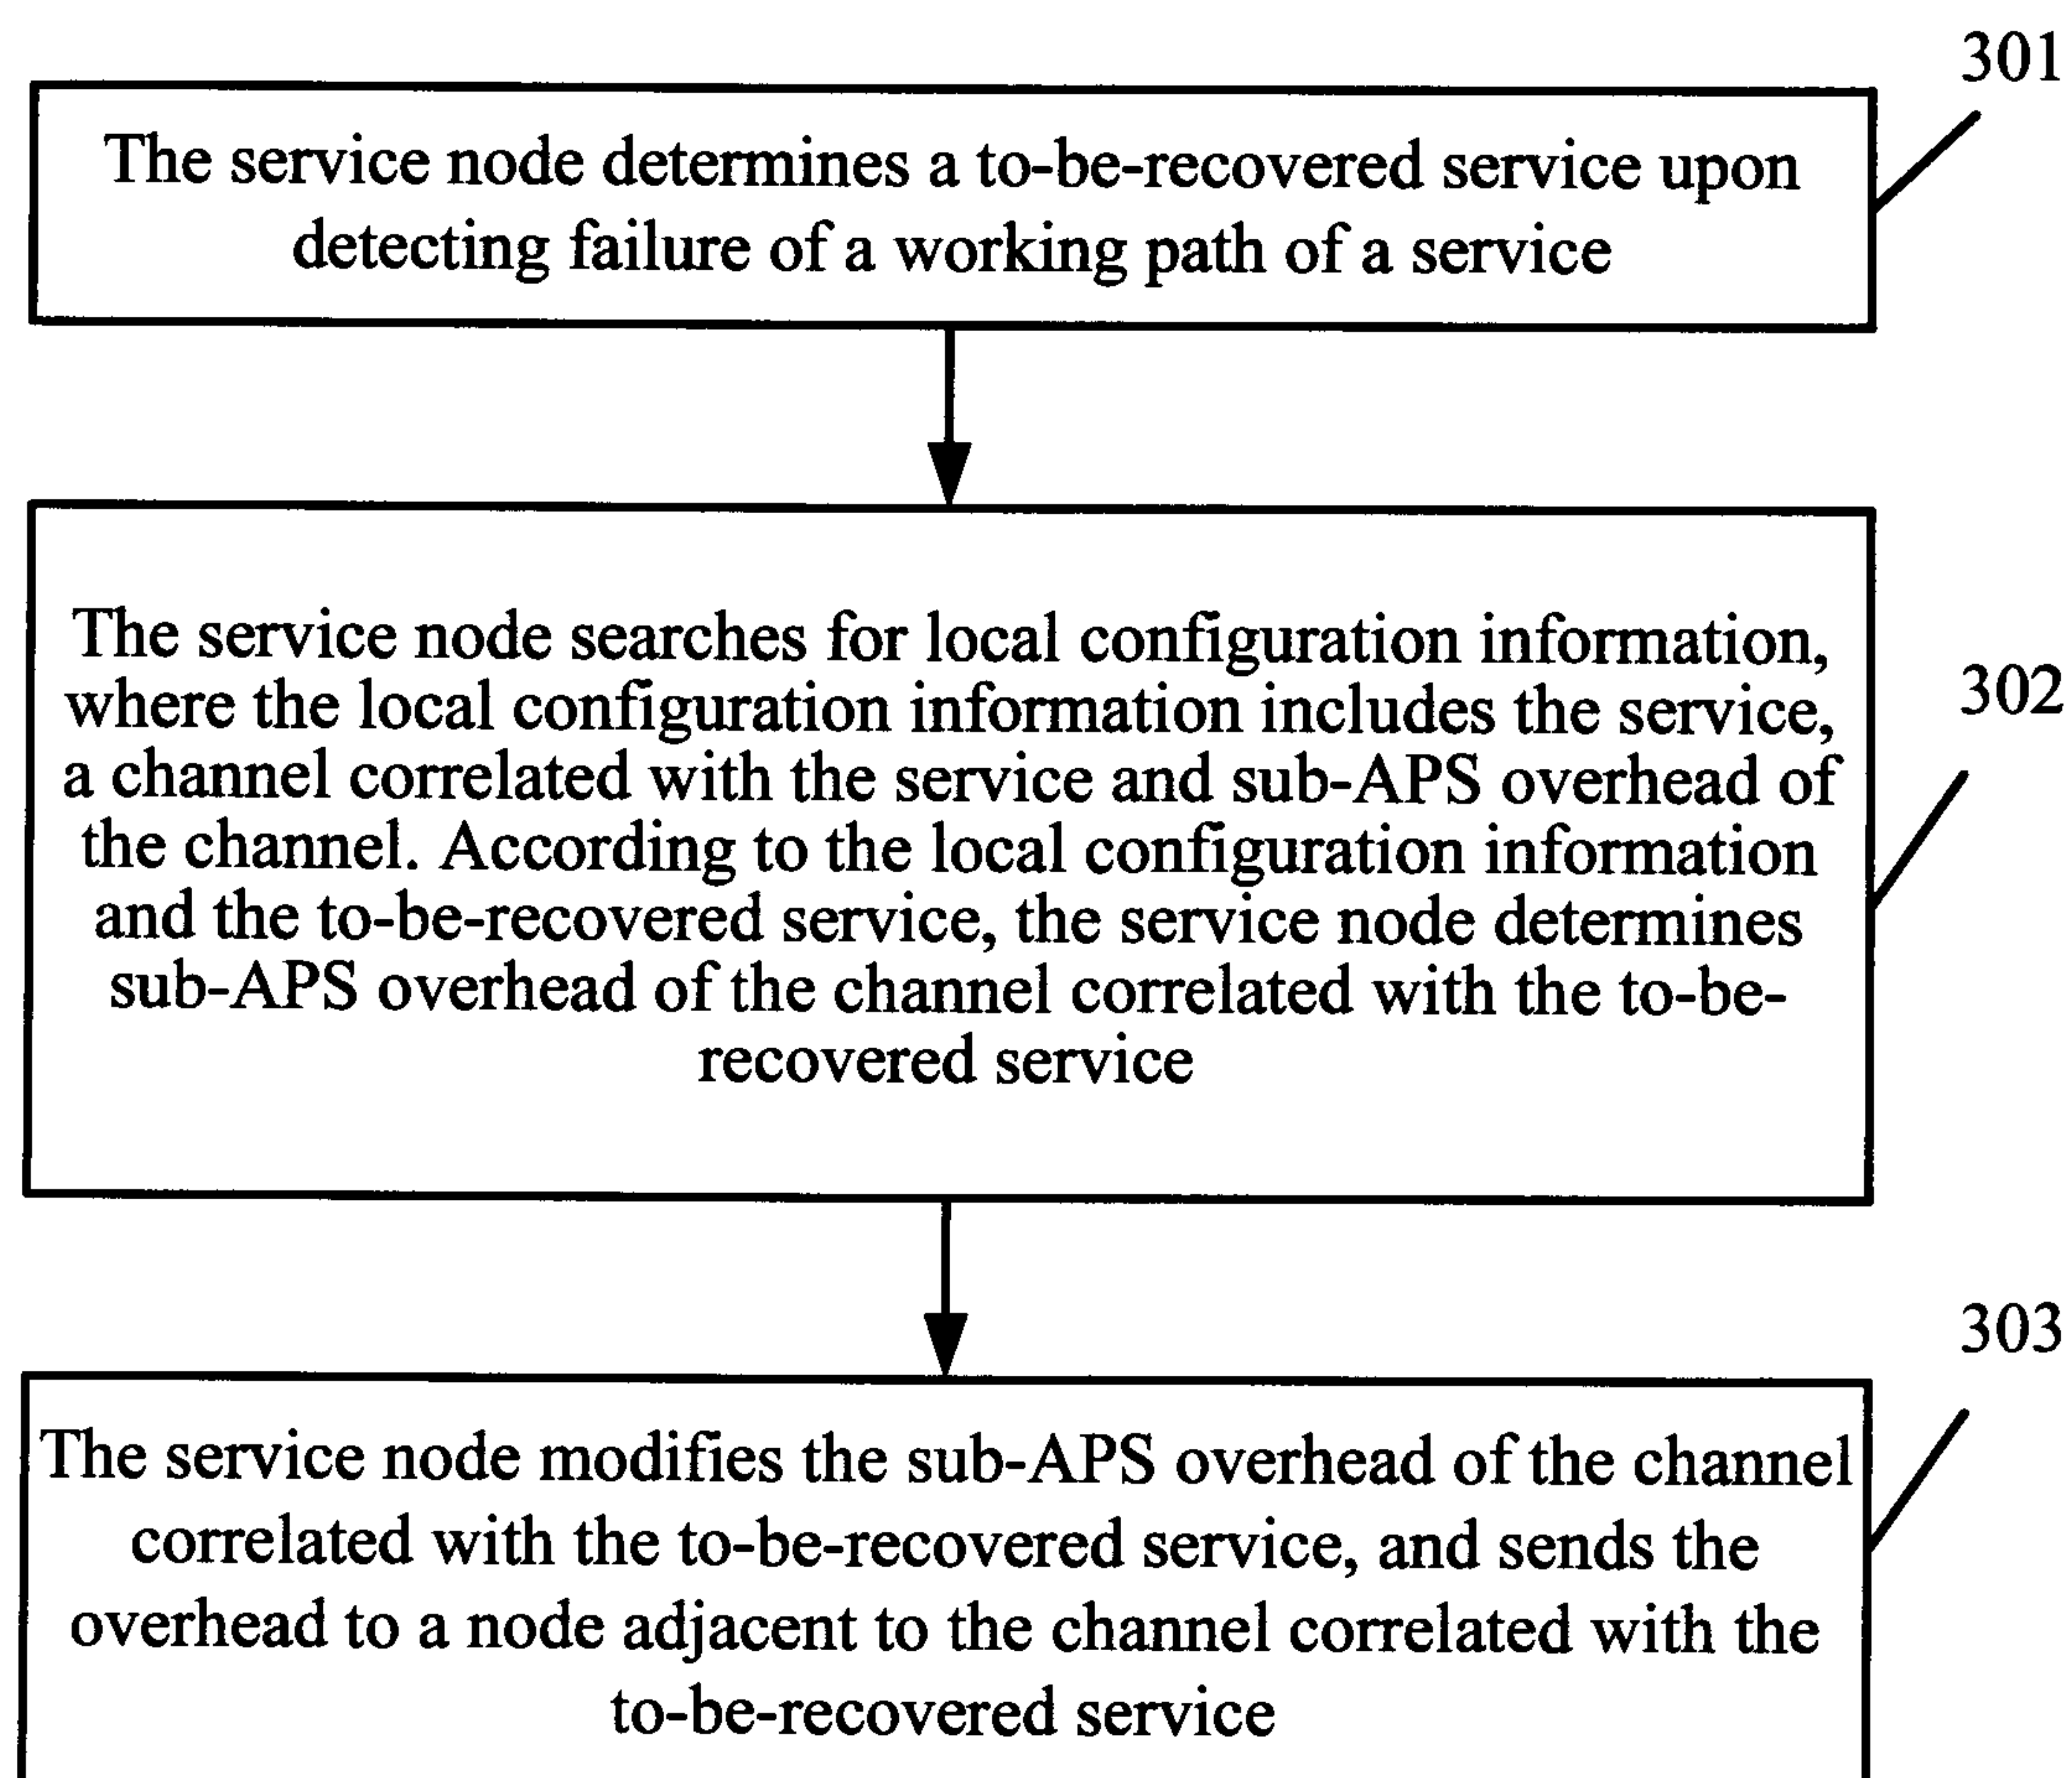 301
The service node determines a to-be-recovered service upon
detecting failure of a working path of a service
The service node searches for local configuration information,
where the local configuration information includes the service,
a channel correlated with the service and sub-APS overhead of
the channel. According to the local configuration information
and the to-be-recovered service, the service node determines
sub-APS overhead of the channel correlated with the to-be-
recovered service
302
303
The service node modifies the sub-APS overhead of the channel
correlated with the to-be-recovered service, and sends the
overhead to a node adjacent to the channel correlated with the
to-be-recovered service